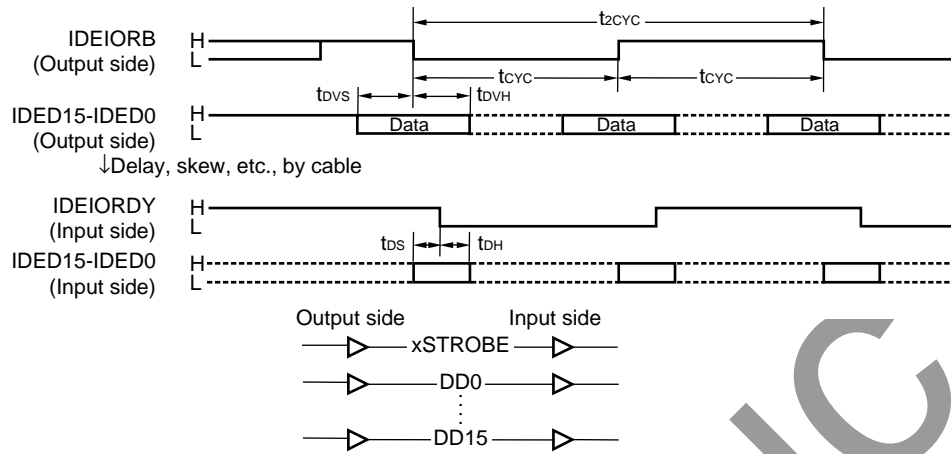 t2CYC
IDEIORB
(Output side)
H
L
tCYC
tCYC
tDVS
tDVH
IDED15-IDED0
(Output side)
H
L
Data
Data
Data
↓Delay, skew, etc., by cable
IDEIORDY
(Input side)
H
L
tDS
tDH
IDED15-IDED0
(Input side)
H
L
Output side Input side
xSTROBE
DD0
DD15
IC